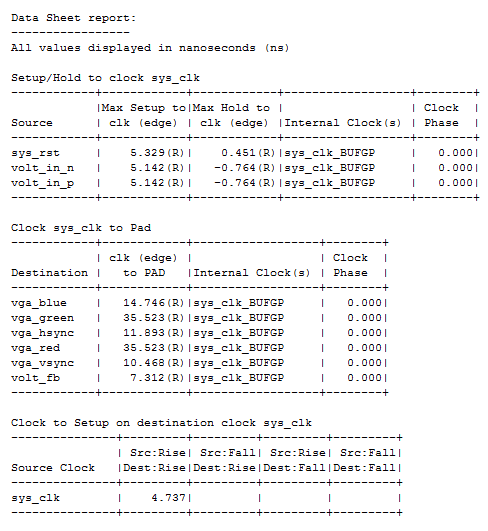 Data Sheet report:
-----------------
All values displayed in nanoseconds (ns)

Setup/Hold to clock sys_clk
------------+------------+------------+------------------+--------+
            |Max Setup to|Max Hold to |                  | Clock  |
Source      | clk (edge) | clk (edge) |Internal Clock(s) | Phase  |
------------+------------+------------+------------------+--------+
sys_rst     |    5.329(R)|    0.451(R)|sys_clk_BUFGP     |   0.000|
volt_in_n   |    5.142(R)|   -0.764(R)|sys_clk_BUFGP     |   0.000|
volt_in_p   |    5.142(R)|   -0.764(R)|sys_clk_BUFGP     |   0.000|
------------+------------+------------+------------------+--------+

Clock sys_clk to Pad
------------+------------+------------------+--------+
            | clk (edge) |                  | Clock  |
Destination |   to PAD   |Internal Clock(s) | Phase  |
------------+------------+------------------+--------+
vga_blue    |   14.746(R)|sys_clk_BUFGP     |   0.000|
vga_green   |   35.523(R)|sys_clk_BUFGP     |   0.000|
vga_hsync   |   11.893(R)|sys_clk_BUFGP     |   0.000|
vga_red     |   35.523(R)|sys_clk_BUFGP     |   0.000|
vga_vsync   |   10.468(R)|sys_clk_BUFGP     |   0.000|
volt_fb     |    7.312(R)|sys_clk_BUFGP     |   0.000|
------------+------------+------------------+--------+

Clock to Setup on destination clock sys_clk
---------------+---------+---------+---------+---------+
               | Src:Rise| Src:Fall| Src:Rise| Src:Fall|
Source Clock   |Dest:Rise|Dest:Rise|Dest:Fall|Dest:Fall|
---------------+---------+---------+---------+---------+
sys_clk        |    4.737|         |         |         |
---------------+---------+---------+---------+---------+